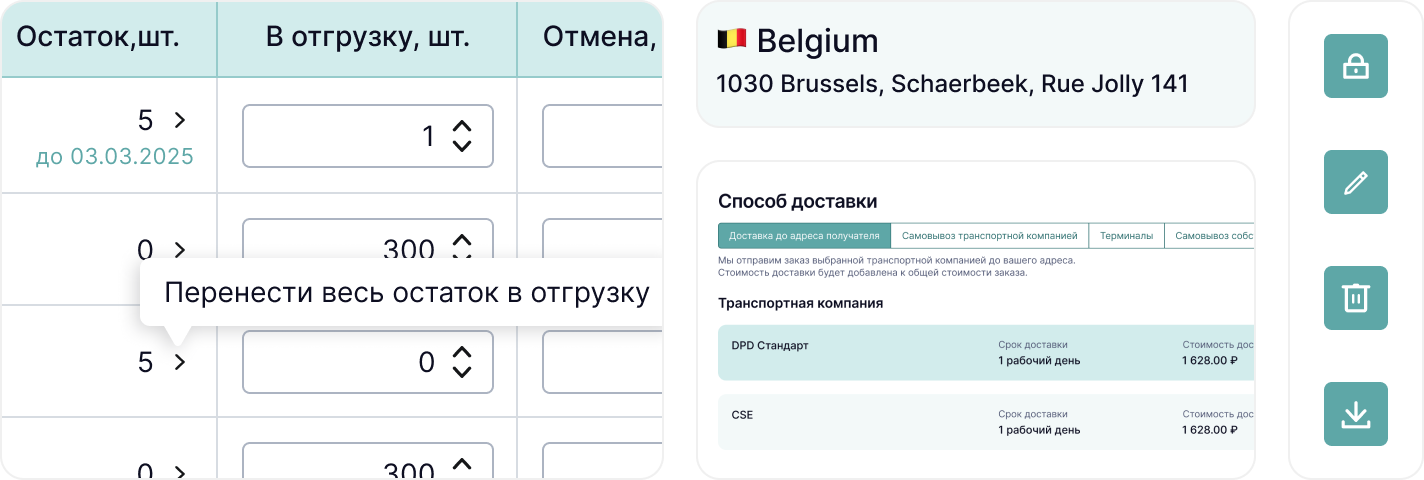 Остаток,шт. В отгрузку, шт. Отмена,
5 1
до 03.03.2025
0 300
Перенести весь остаток в отгрузку
5 0
0 300
Belgium
1030 Brussels, Schaerbeek, Rue Jolly 141
Способ доставки
Доставка до адреса получателя Самовывоз транспортной компанией Терминалы Самовывоз собс
Мы отправим заказ выбранной транспортной компанией до вашего адреса.
Стоимость доставки будет добавлена к общей стоимости заказа.
Транспортная компания
DPD Стандарт Срок доставки Стоимость дос
1 рабочий день 1 628.00 ₽
CSE Срок доставки Стоимость дос
1 рабочий день 1 628.00 ₽